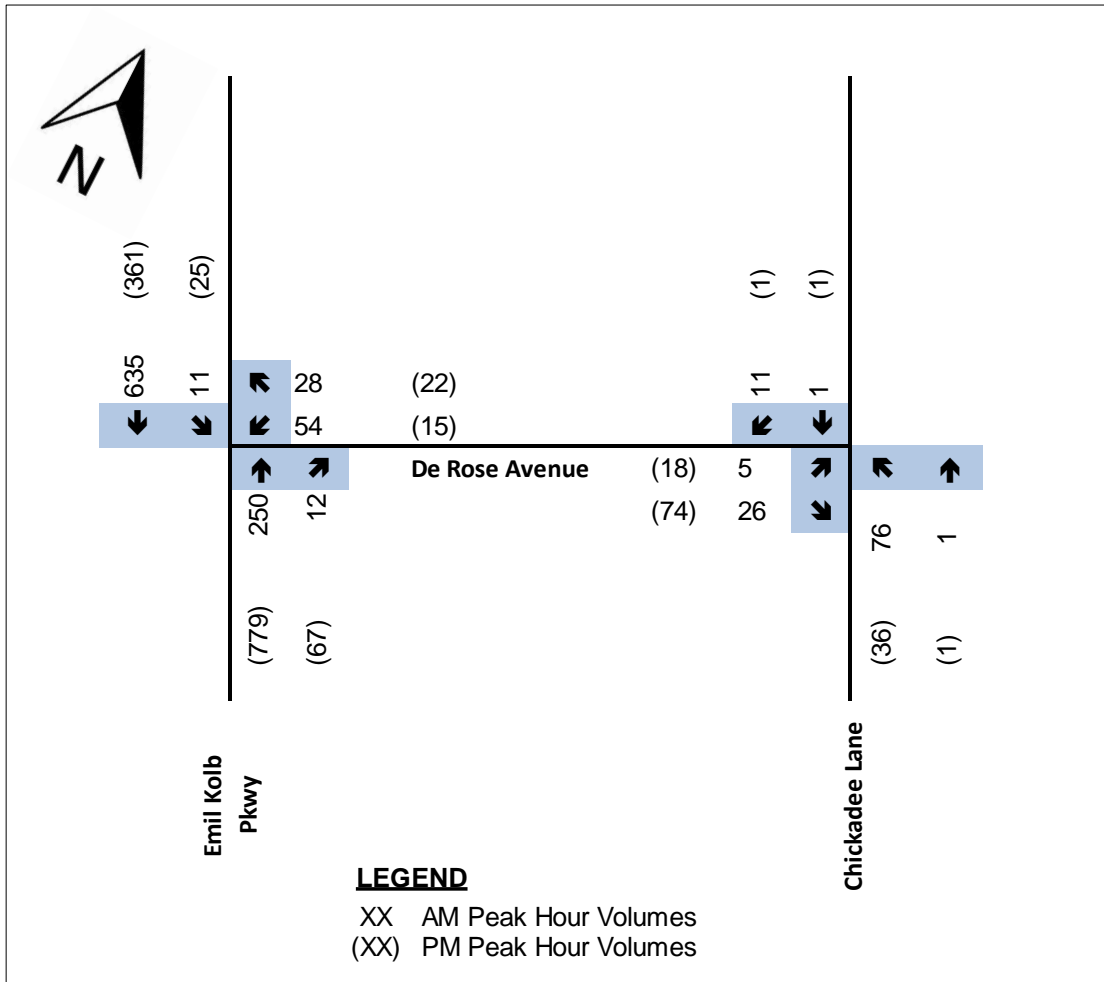 N
(361)
(25)
(1)
(1)
635
11
28 (22)
11
1
54 (15)
De Rose Avenue
(18) 5
(74) 26
250
12
76
1
(779)
(67)
(36)
(1)
Emil Kolb
Pkwy
Chickadee Lane
LEGEND
XX AM Peak Hour Volumes
(XX) PM Peak Hour Volumes